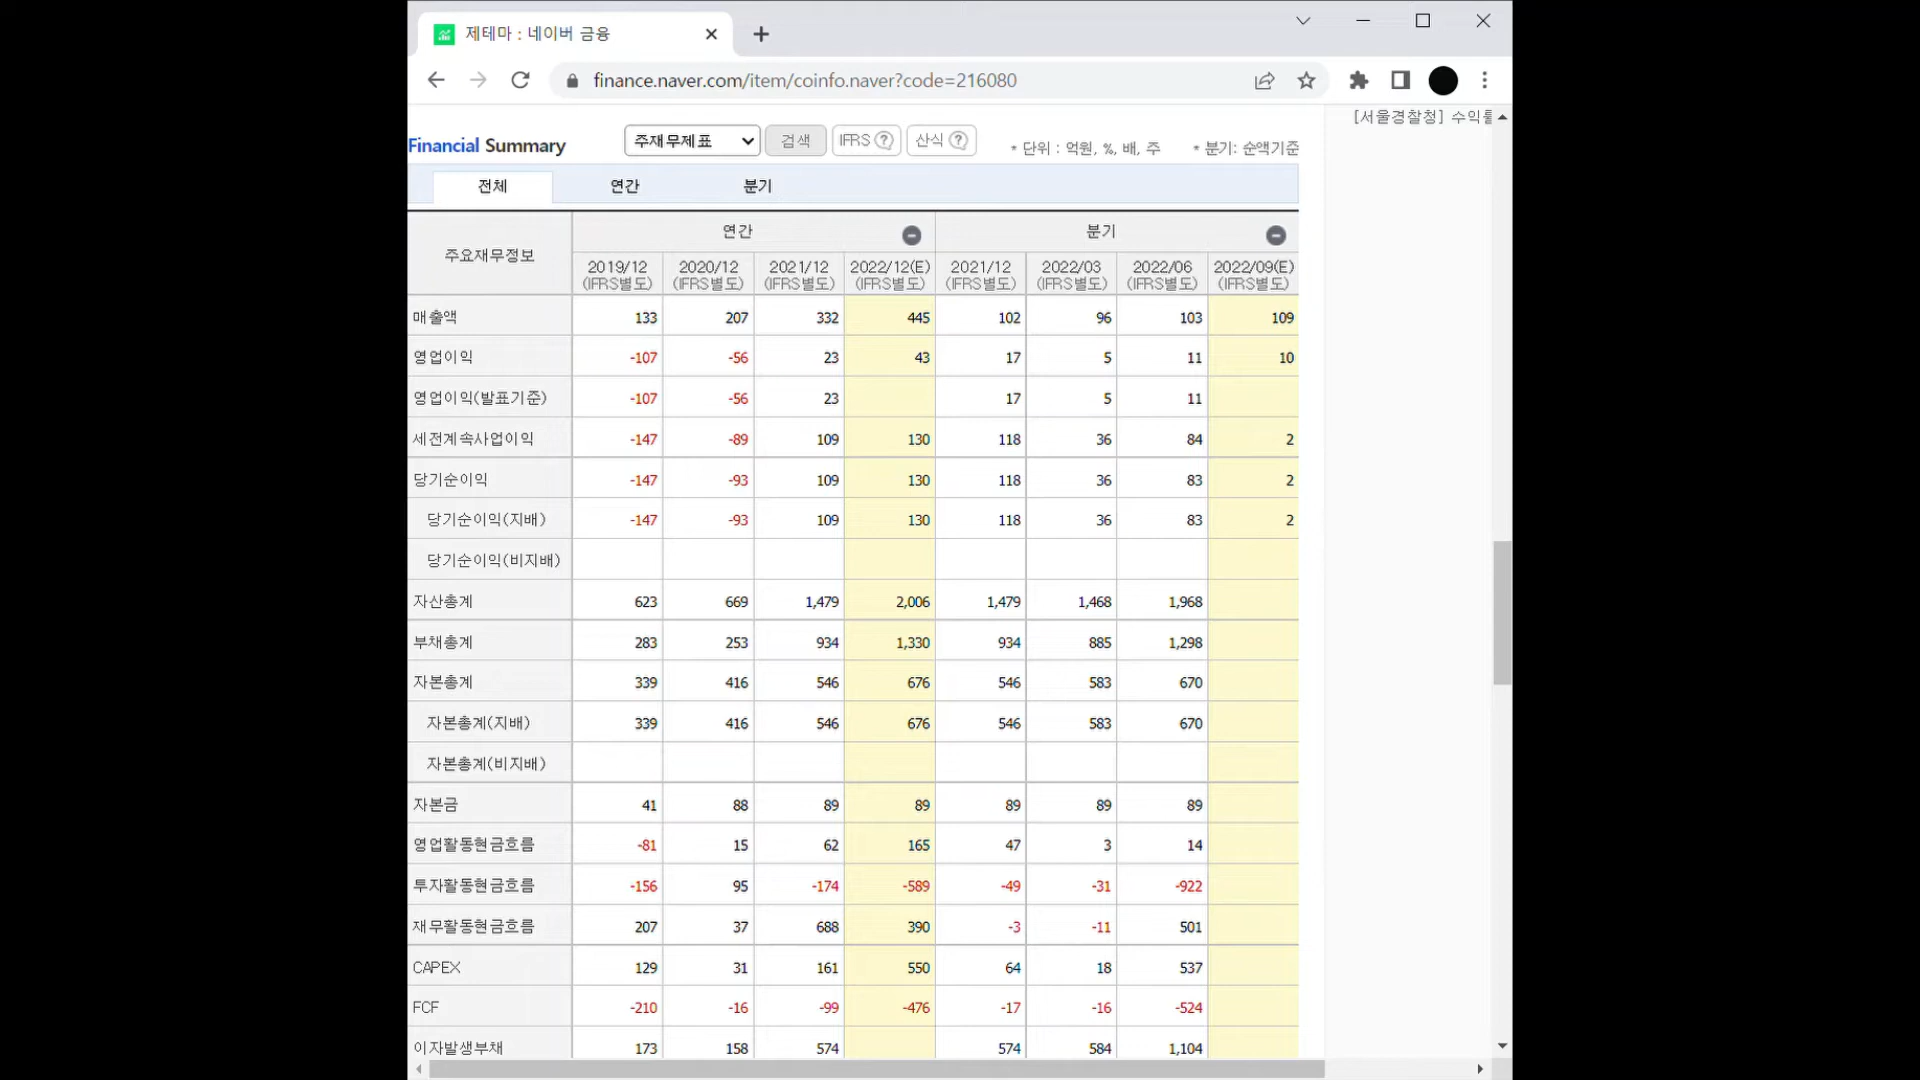 제테마 : 네이버 금융
finance.naver.com/item/coinfo.naver?code=216080
[서울경찰청] 수익률
Financial Summary 주재무제표 검색 IFRS ? 산식 ? * 단위 : 억원, %, 배, 주 * 분기: 순액기준
전체 연간 분기
주요재무정보 연간 분기
2019/12 2020/12 2021/12 2022/12(E) 2021/12 2022/03 2022/06 2022/09(E)
(IFRS별도) (IFRS별도) (IFRS별도) (IFRS별도) (IFRS별도) (IFRS별도) (IFRS별도) (IFRS별도)
매출액 133 207 332 445 102 96 103 109
영업이익 -107 -56 23 43 17 5 11 10
영업이익(발표기준) -107 -56 23 17 5 11
세전계속사업이익 -147 -89 109 130 118 36 84 2
당기순이익 -147 -93 109 130 118 36 83 2
당기순이익(지배) -147 -93 109 130 118 36 83 2
당기순이익(비지배)
자산총계 623 669 1,479 2,006 1,479 1,468 1,968
부채총계 283 253 934 1,330 934 885 1,298
자본총계 339 416 546 676 546 583 670
자본총계(지배) 339 416 546 676 546 583 670
자본총계(비지배)
자본금 41 88 89 89 89 89 89
영업활동현금흐름 -81 15 62 165 47 3 14
투자활동현금흐름 -156 95 -174 -589 -49 -31 -922
재무활동현금흐름 207 37 688 390 -3 -11 501
CAPEX 129 31 161 550 64 18 537
FCF -210 -16 -99 -476 -17 -16 -524
이자발생부채 173 158 574 574 584 1,104